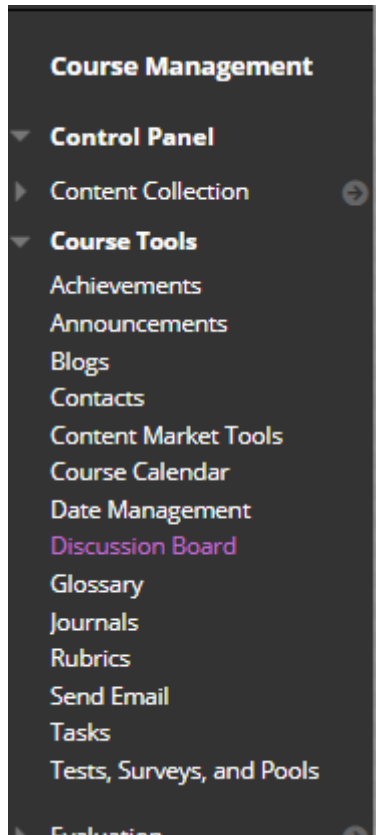 Course Management
Control Panel
Content Collection
Course Tools
Achievements
Announcements
Blogs
Contacts
Content Market Tools
Course Calendar
Date Management
Discussion Board
Glossary
Journals
Rubrics
Send Email
Tasks
Tests, Surveys, and Pools
Evaluation